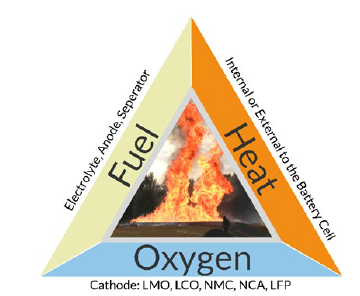 Electrolyte, Anode, Seperator
Internal or External to the Battery Cell
Fuel
Heat
Oxygen
Cathode: LMO, LCO, NMC, NCA, LFP